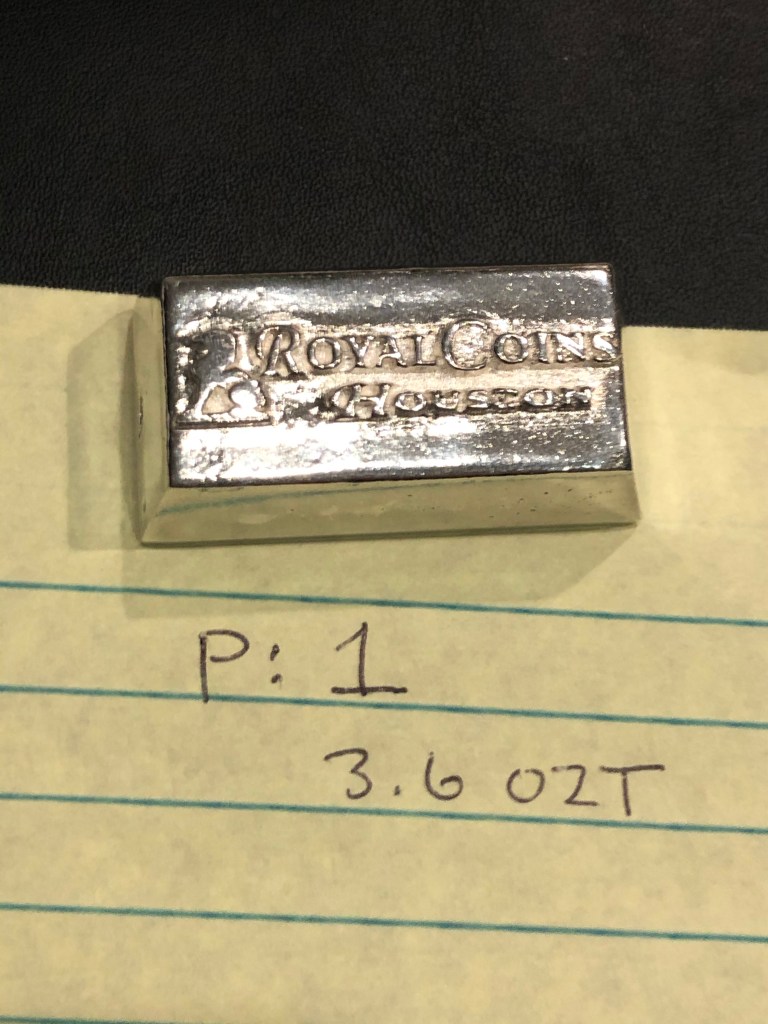 ROYAL COINS
HOUSTON
P: 1
3.6 OZT